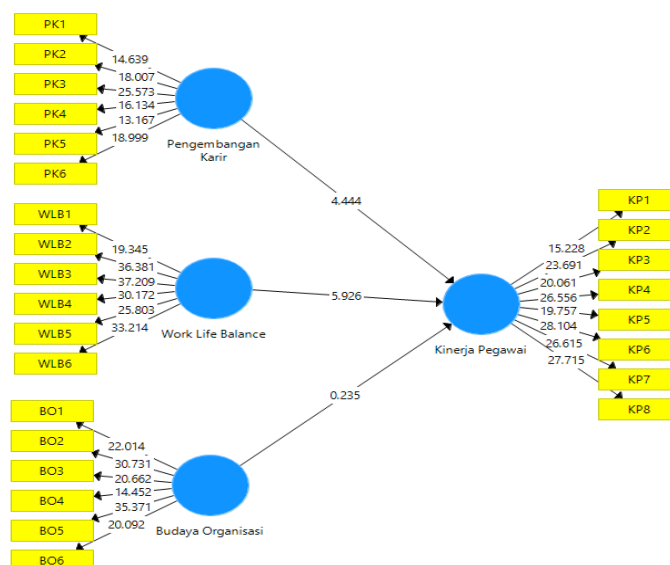 PK1
PK2
PK3
PK4
PK5
PK6
14.639
18.007
25.573
16.134
13.167
18.999
Pengembangan
Karir
4.444
WLB1
WLB2
WLB3
WLB4
WLB5
WLB6
19.345
36.381
37.209
30.172
25.803
33.214
Work Life Balance
5.926
BO1
BO2
BO3
BO4
BO5
BO6
22.014
30.731
20.662
14.452
35.371
20.092
Budaya Organisasi
0.235
Kinerja Pegawai
15.228
23.691
20.061
26.556
19.757
28.104
26.615
27.715
KP1
KP2
KP3
KP4
KP5
KP6
KP7
KP8